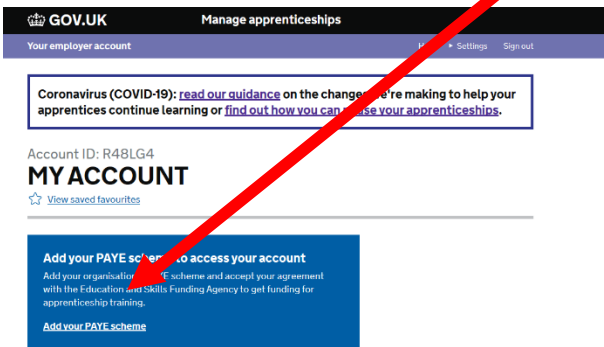 GOV.UK Manage apprenticeships
Your employer account Settings Sign out
Coronavirus (COVID-19): read our guidance on the changes we're making to help your
apprentices continue learning or find out how you can pause your apprenticeships.
Account ID: R48LG4
MY ACCOUNT
View saved favourites
Add your PAYE scheme to access your account
Add your organisation's PAYE scheme and accept your agreement
with the Education and Skills Funding Agency to get funding for
apprenticeship training.
Add your PAYE scheme